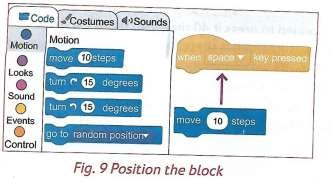 Code Costumes Sounds
Motion
Looks
Sound
Events
Control
Motion
move 10 steps
turn 15 degrees
turn 15 degrees
go to random position
when space key pressed
move 10 steps
Fig. 9 Position the block